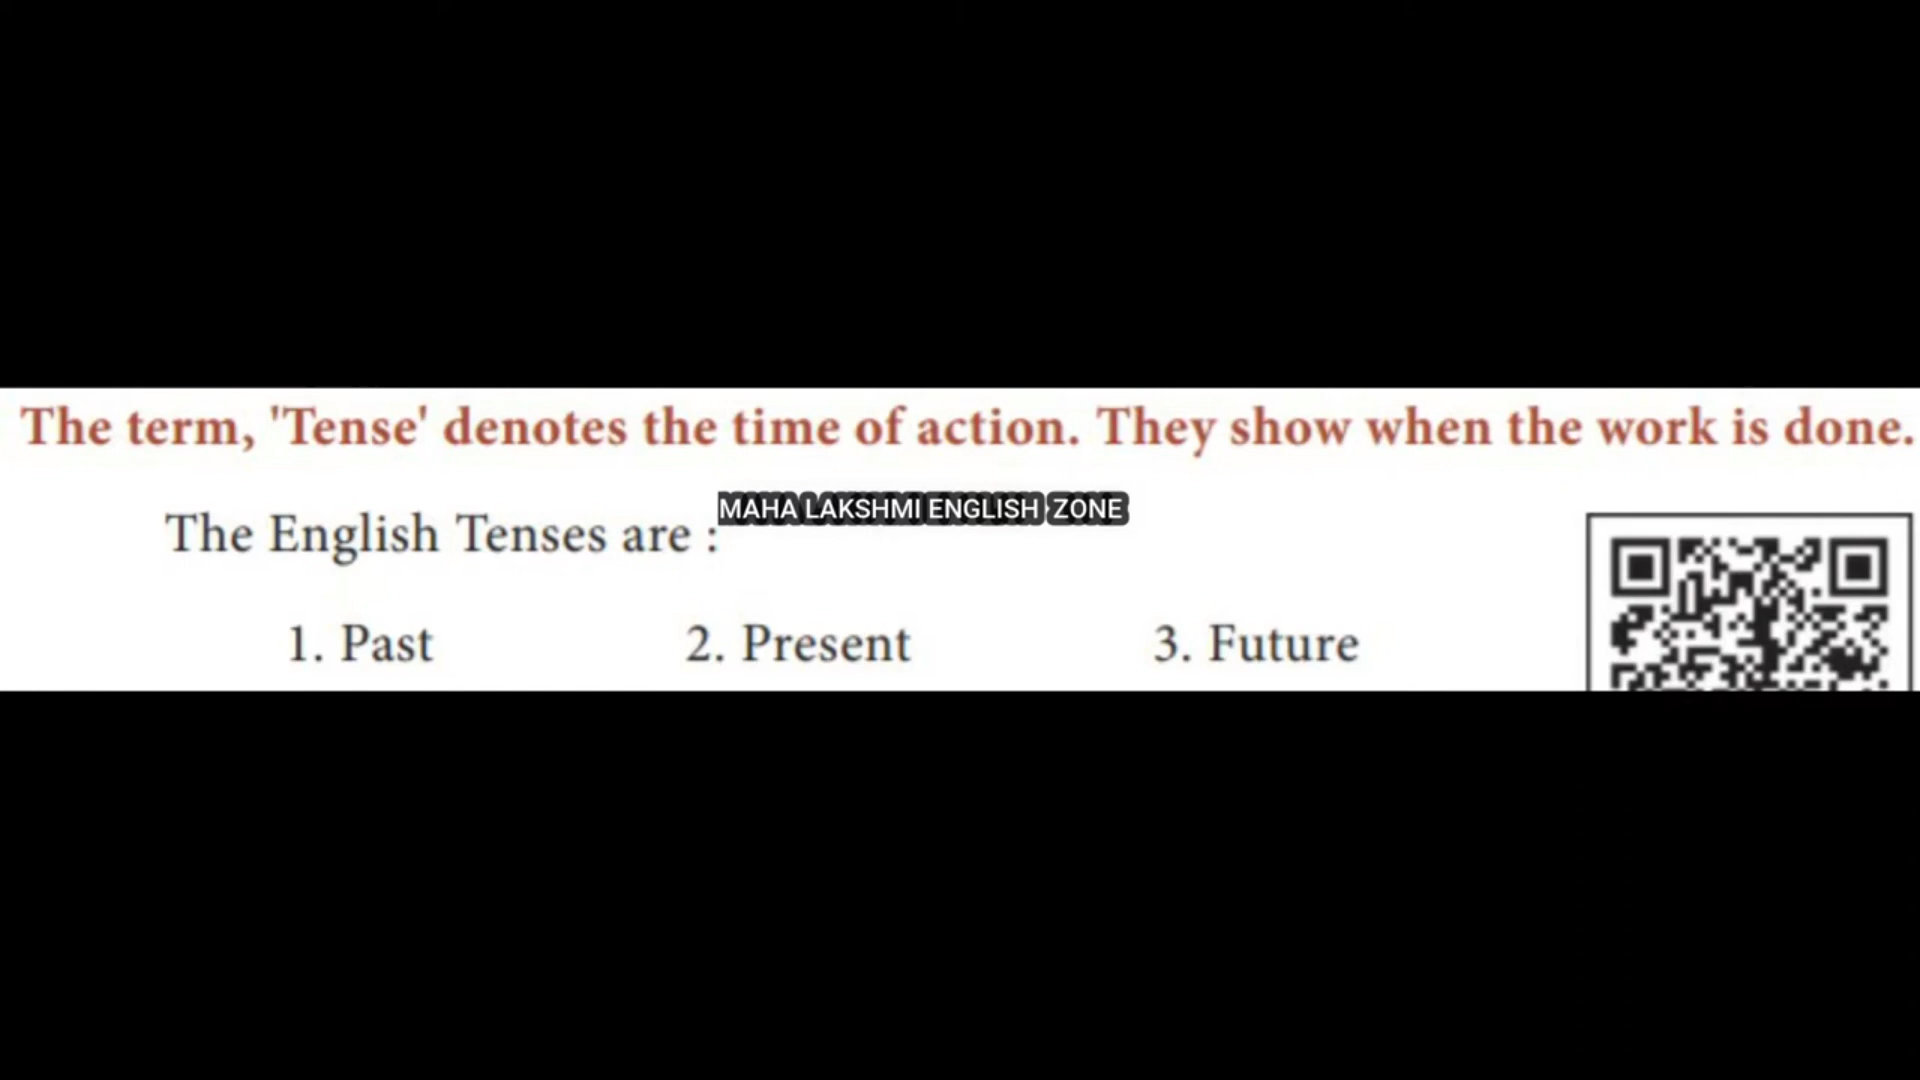 The term, 'Tense' denotes the time of action. They show when the work is done.
MAHA LAKSHMI ENGLISH ZONE
The English Tenses are :
1. Past 2. Present 3. Future